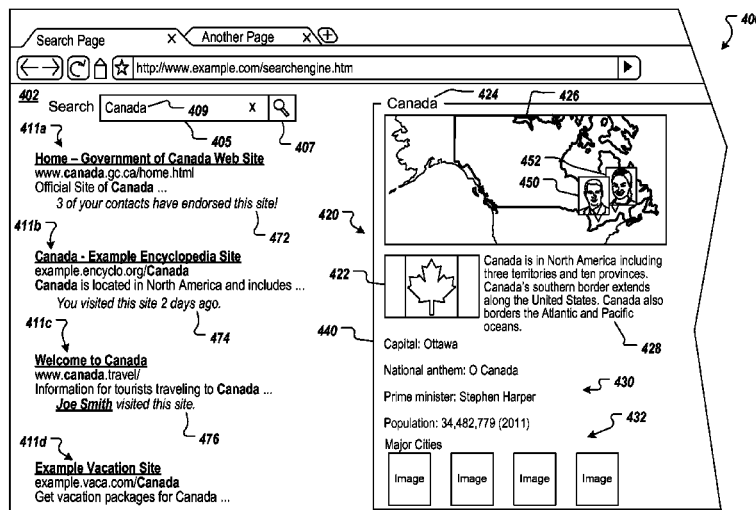 400
Search Page X Another Page X
http://www.example.com/searchengine.htm
402
Search Canada 409 X
405
407
411a
Home – Government of Canada Web Site
www.canada.gc.ca/home.html
Official Site of Canada ...
3 of your contacts have endorsed this site!
472
411b
Canada - Example Encyclopedia Site
example.encyclo.org/Canada
Canada is located in North America and includes ...
You visited this site 2 days ago.
474
411c
Welcome to Canada
www.canada.travel/
Information for tourists traveling to Canada ...
Joe Smith visited this site.
476
411d
Example Vacation Site
example.vaca.com/Canada
Get vacation packages for Canada ...
Canada 424 426
452
450
420
422
Canada is in North America including
three territories and ten provinces.
Canada's southern border extends
along the United States. Canada also
borders the Atlantic and Pacific
oceans.
428
440
Capital: Ottawa
National anthem: O Canada
430
Prime minister: Stephen Harper
Population: 34,482,779 (2011)
432
Major Cities
Image Image Image Image